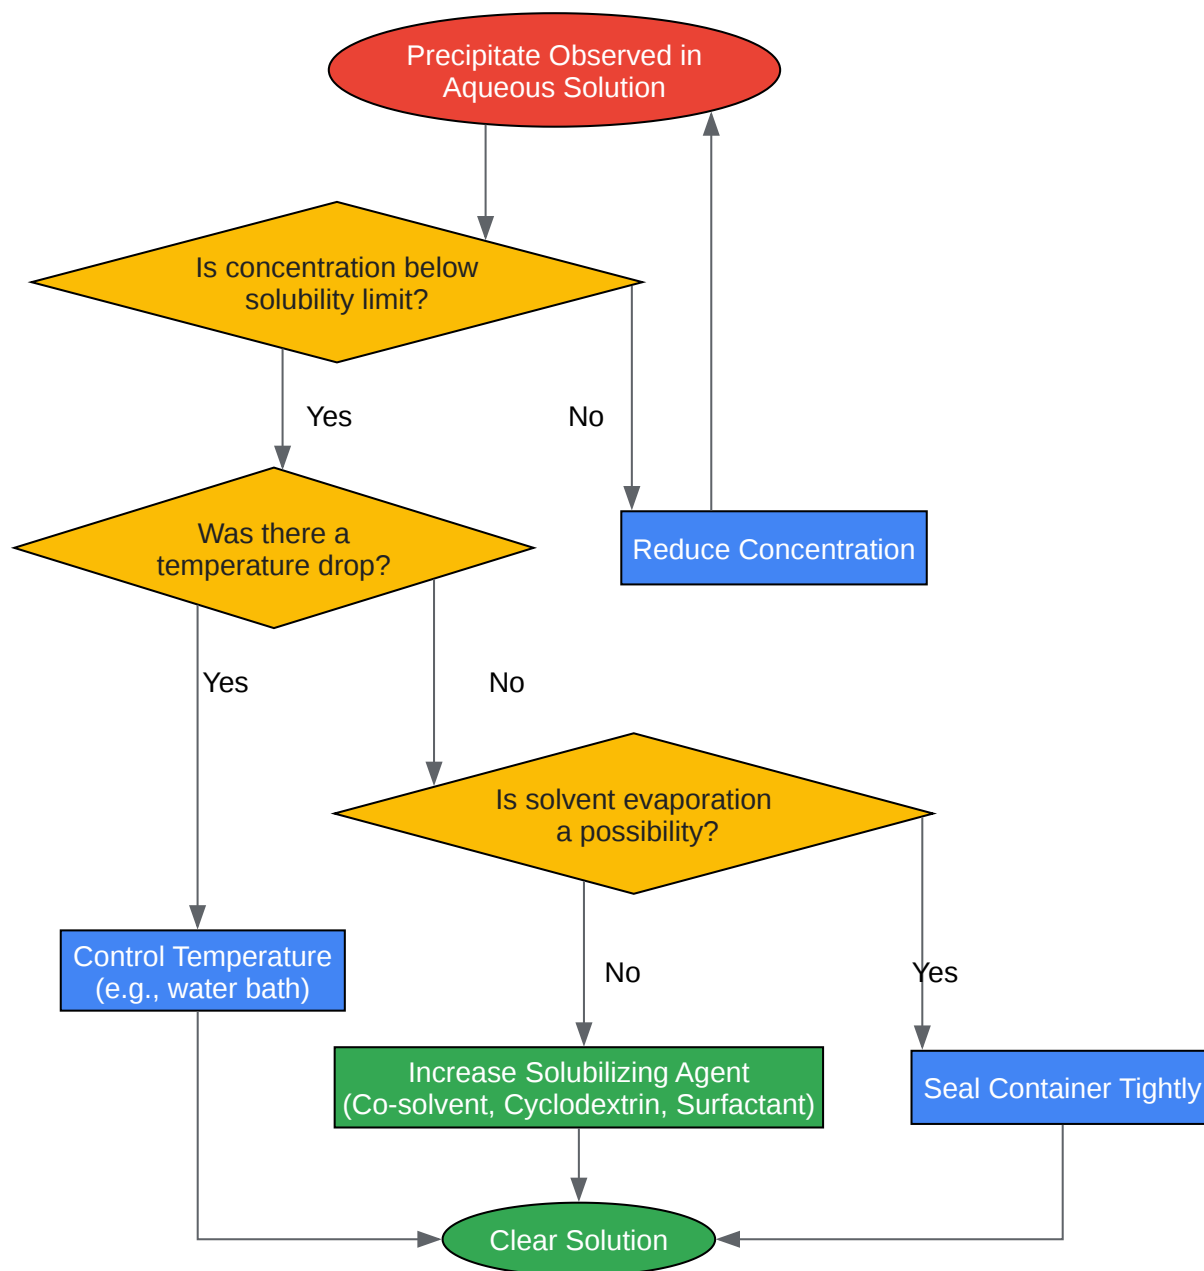 Precipitate Observed in
Aqueous Solution
Is concentration below
solubility limit?
Yes
No
Was there a
temperature drop?
Reduce Concentration
Yes
No
Is solvent evaporation
a possibility?
Control Temperature
(e.g., water bath)
No
Yes
Increase Solubilizing Agent
(Co-solvent, Cyclodextrin, Surfactant)
Seal Container Tightly
Clear Solution